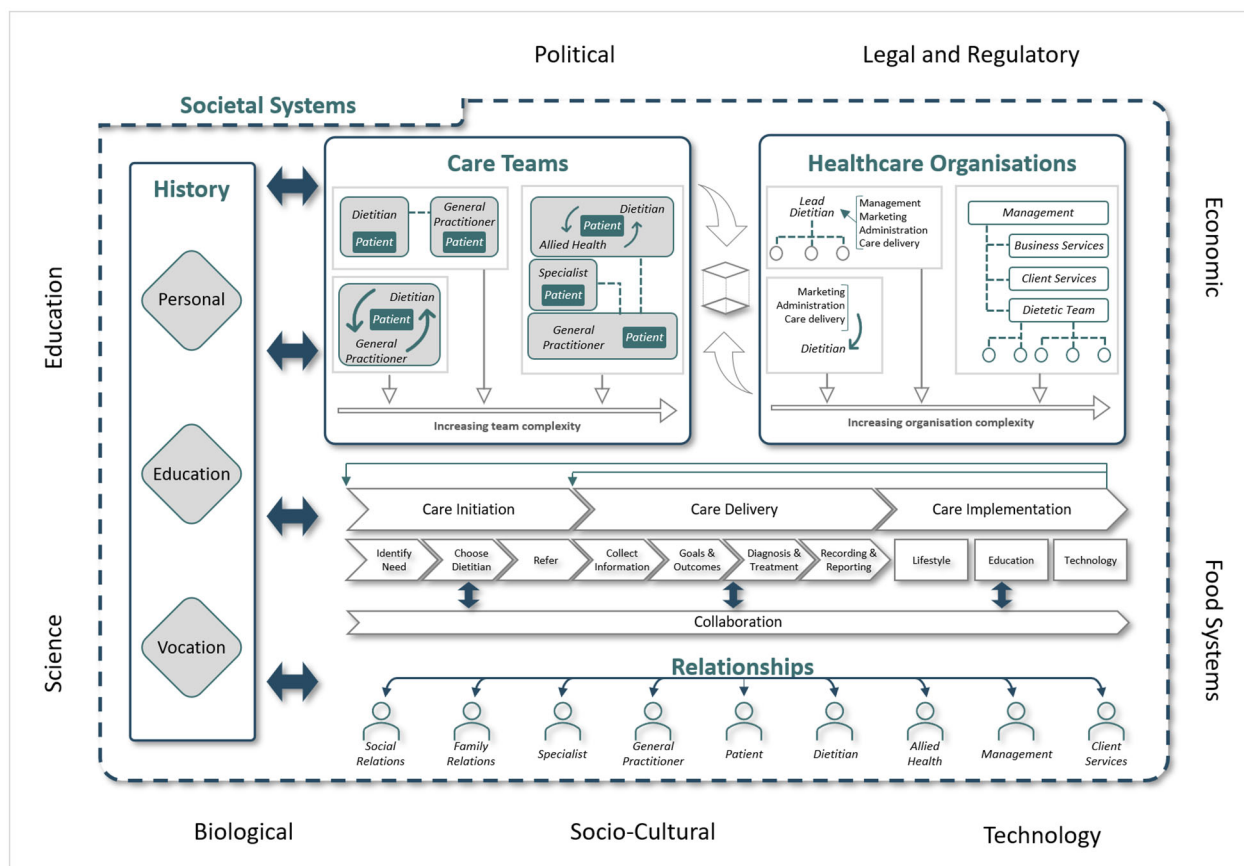 Political
Legal and Regulatory
Societal Systems
Education
Science
Economic
Food Systems
History
Personal
Education
Vocation
Care Teams
Dietitian
Patient
General
Practitioner
Patient
Dietitian
Patient
General
Practitioner
Dietitian
Patient
Allied Health
Specialist
Patient
General
Practitioner
Patient
Increasing team complexity
Healthcare Organisations
Lead
Dietitian
Management
Marketing
Administration
Care delivery
Marketing
Administration
Care delivery
Dietitian
Management
Business Services
Client Services
Dietetic Team
Increasing organisation complexity
Care Initiation
Care Delivery
Care Implementation
Identify
Need
Choose
Dietitian
Refer
Collect
Information
Goals &
Outcomes
Diagnosis &
Treatment
Recording &
Reporting
Lifestyle
Education
Technology
Collaboration
Relationships
Social
Relations
Family
Relations
Specialist
General
Practitioner
Patient
Dietitian
Allied
Health
Management
Client
Services
Biological
Socio-Cultural
Technology